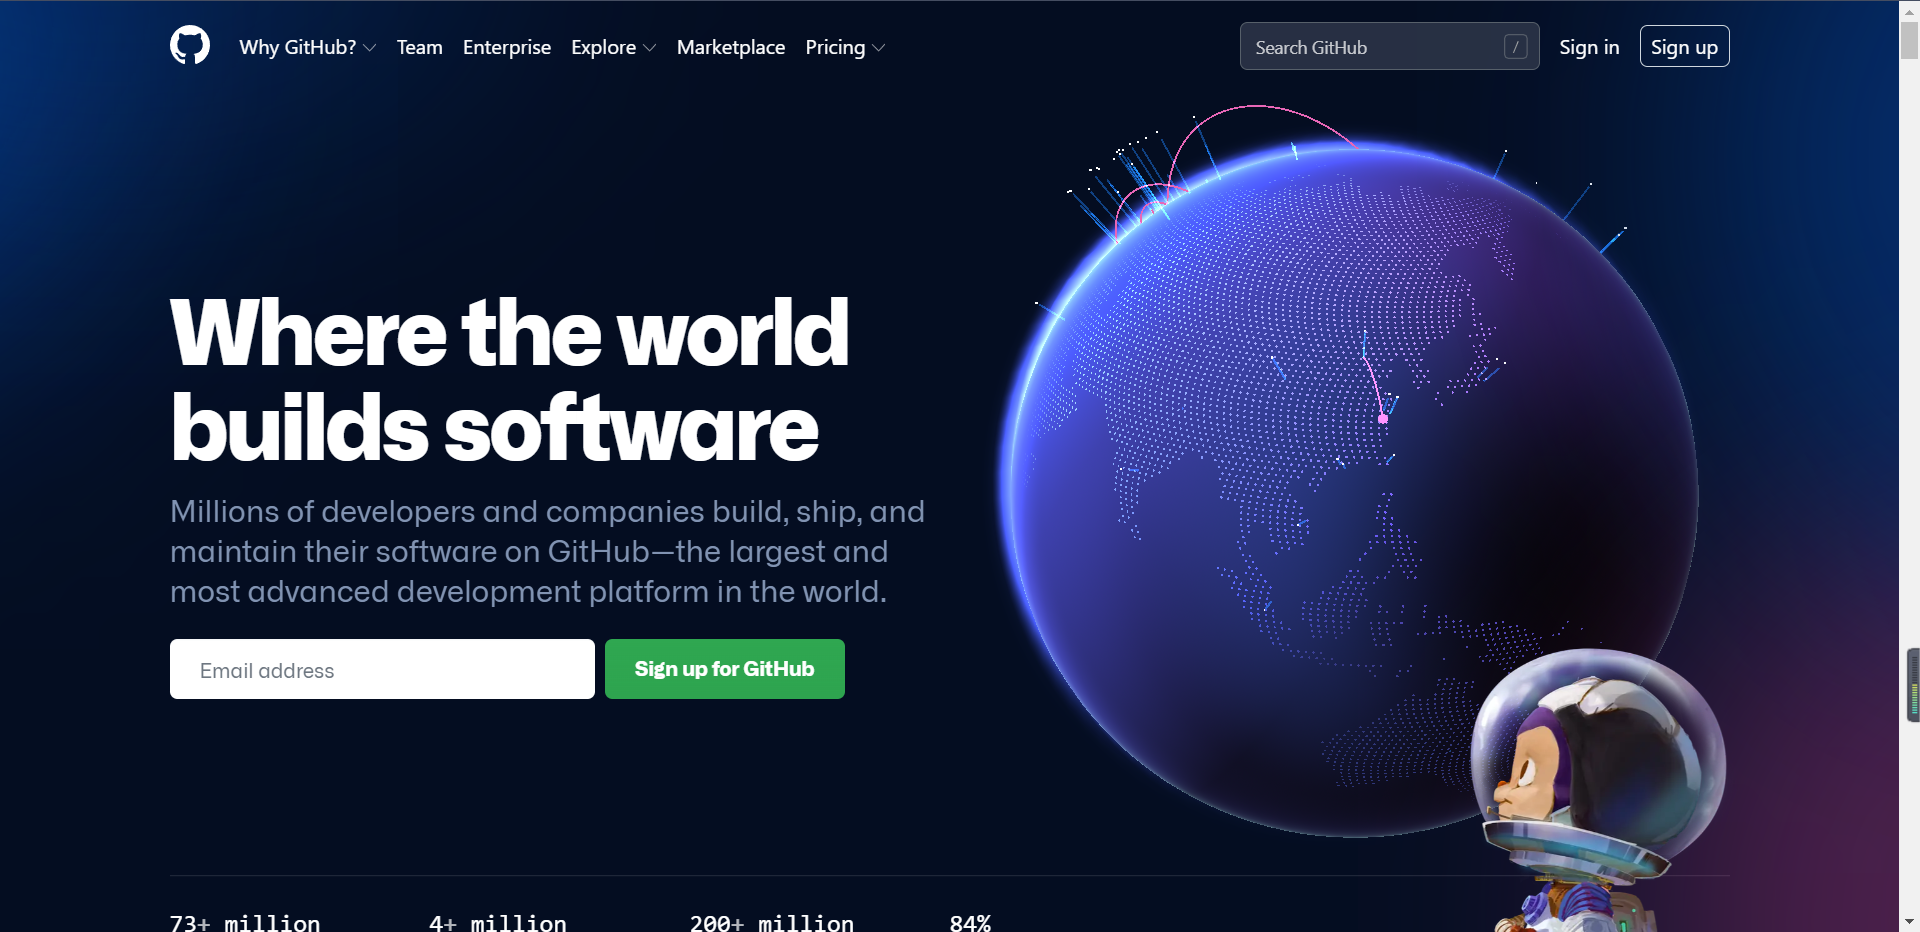 Why GitHub? Team Enterprise Explore Marketplace Pricing Search GitHub / Sign in Sign up
Where the world
builds software
Millions of developers and companies build, ship, and
maintain their software on GitHub—the largest and
most advanced development platform in the world.
Email address Sign up for GitHub
73+ million 4+ million 200+ million 84%